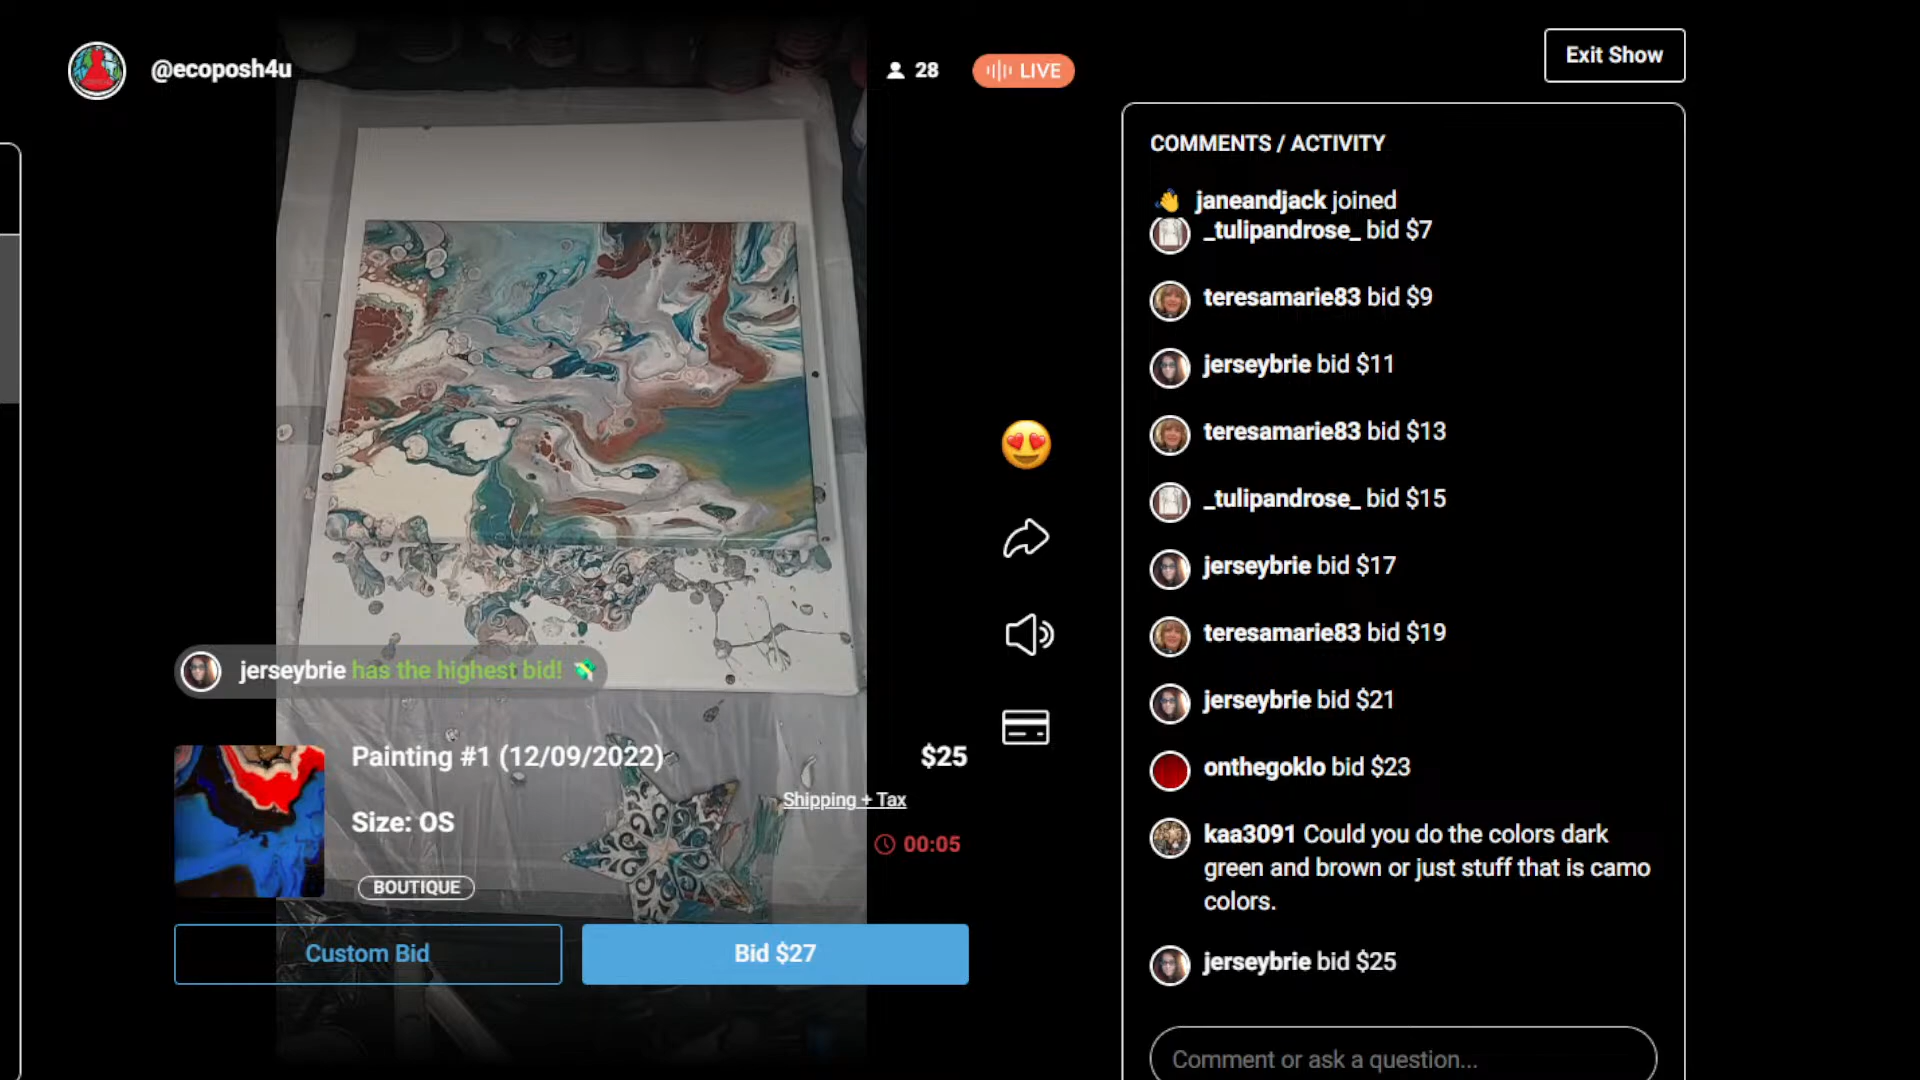 @ecoposh4u
28
LIVE
Exit Show
COMMENTS / ACTIVITY
janeandjack joined
_tulipandrose_ bid $7
teresamarie83 bid $9
jerseybrie bid $11
teresamarie83 bid $13
_tulipandrose_ bid $15
jerseybrie bid $17
teresamarie83 bid $19
jerseybrie bid $21
onthegoklo bid $23
kaa3091 Could you do the colors dark
green and brown or just stuff that is camo
colors.
jerseybrie bid $25
Comment or ask a question...
jerseybrie has the highest bid!
Painting #1 (12/09/2022)
$25
Shipping + Tax
Size: OS
00:05
BOUTIQUE
Custom Bid
Bid $27